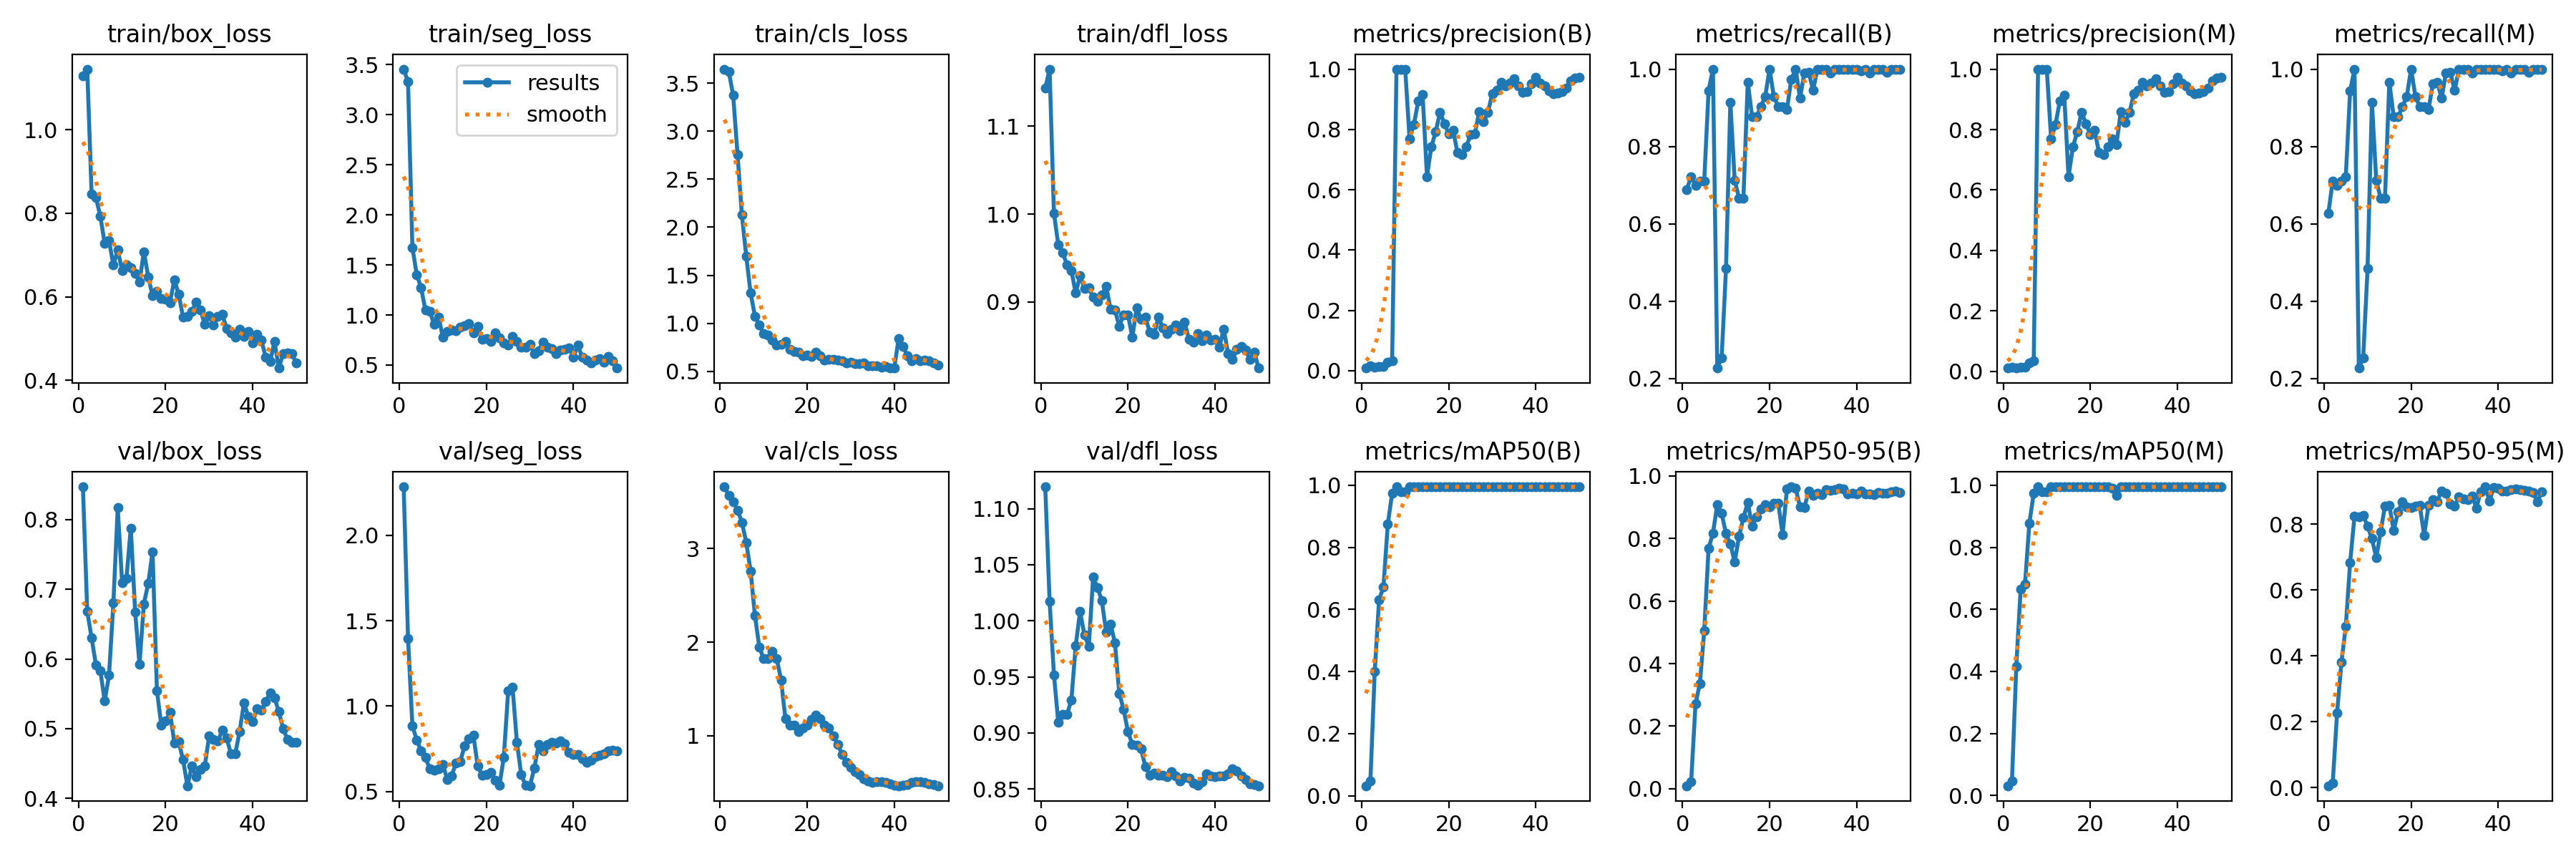 train/box_loss
train/seg_loss
train/cls_loss
train/dfl_loss
metrics/precision(B)
metrics/recall(B)
metrics/precision(M)
metrics/recall(M)
1.0
0.8
0.6
0.4
0 20 40
3.5
3.0
2.5
2.0
1.5
1.0
0.5
0 20 40
results
smooth
3.5
3.0
2.5
2.0
1.5
1.0
0.5
0 20 40
1.1
1.0
0.9
0 20 40
1.0
0.8
0.6
0.4
0.2
0.0
0 20 40
1.0
0.8
0.6
0.4
0.2
0 20 40
1.0
0.8
0.6
0.4
0.2
0.0
0 20 40
1.0
0.8
0.6
0.4
0.2
0 20 40
val/box_loss
val/seg_loss
val/cls_loss
val/dfl_loss
metrics/mAP50(B)
metrics/mAP50-95(B)
metrics/mAP50(M)
metrics/mAP50-95(M)
0.8
0.7
0.6
0.5
0.4
0 20 40
2.0
1.5
1.0
0.5
0 20 40
3
2
1
0 20 40
1.10
1.05
1.00
0.95
0.90
0.85
0 20 40
1.0
0.8
0.6
0.4
0.2
0.0
0 20 40
1.0
0.8
0.6
0.4
0.2
0.0
0 20 40
1.0
0.8
0.6
0.4
0.2
0.0
0 20 40
0.8
0.6
0.4
0.2
0.0
0 20 40